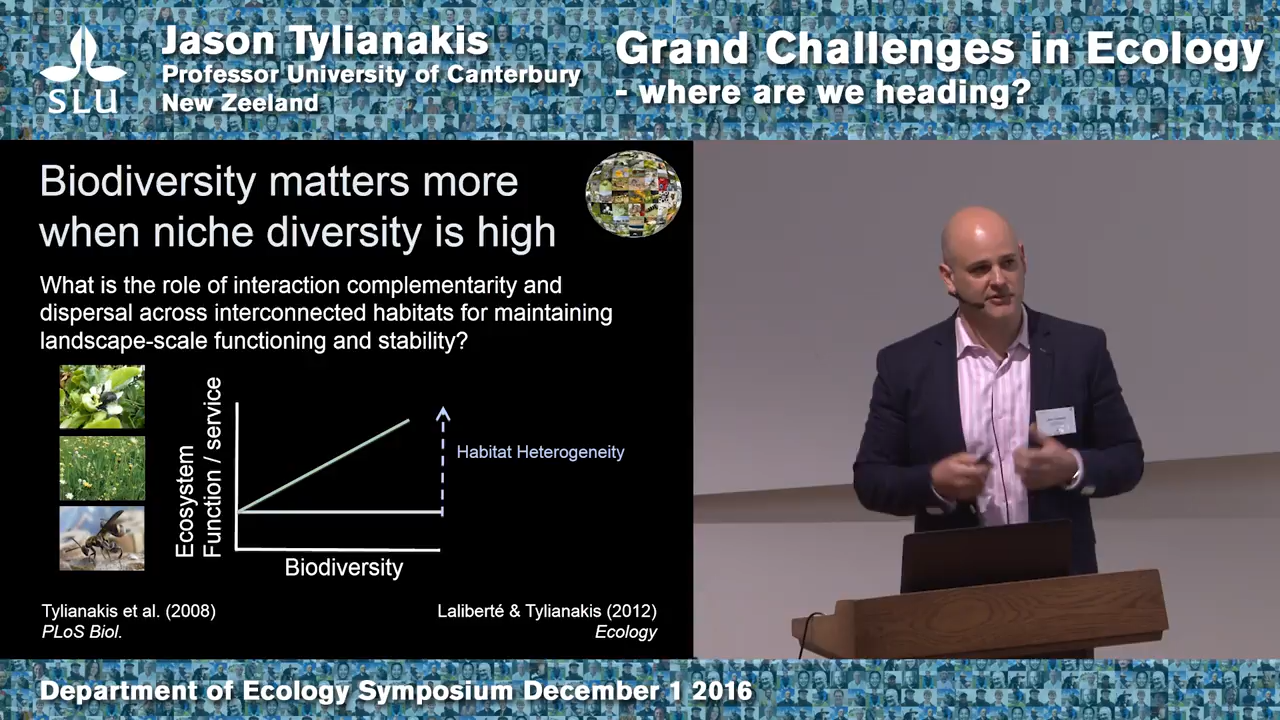 SLU
Jason Tylianakis
Professor University of Canterbury
New Zeeland
Grand Challenges in Ecology
- where are we heading?
Biodiversity matters more
when niche diversity is high
What is the role of interaction complementarity and
dispersal across interconnected habitats for maintaining
landscape-scale functioning and stability?
Ecosystem
Function / service
Habitat Heterogeneity
Biodiversity
Tylianakis et al. (2008)
PLoS Biol.
Laliberté & Tylianakis (2012)
Ecology
Department of Ecology Symposium December 1 2016